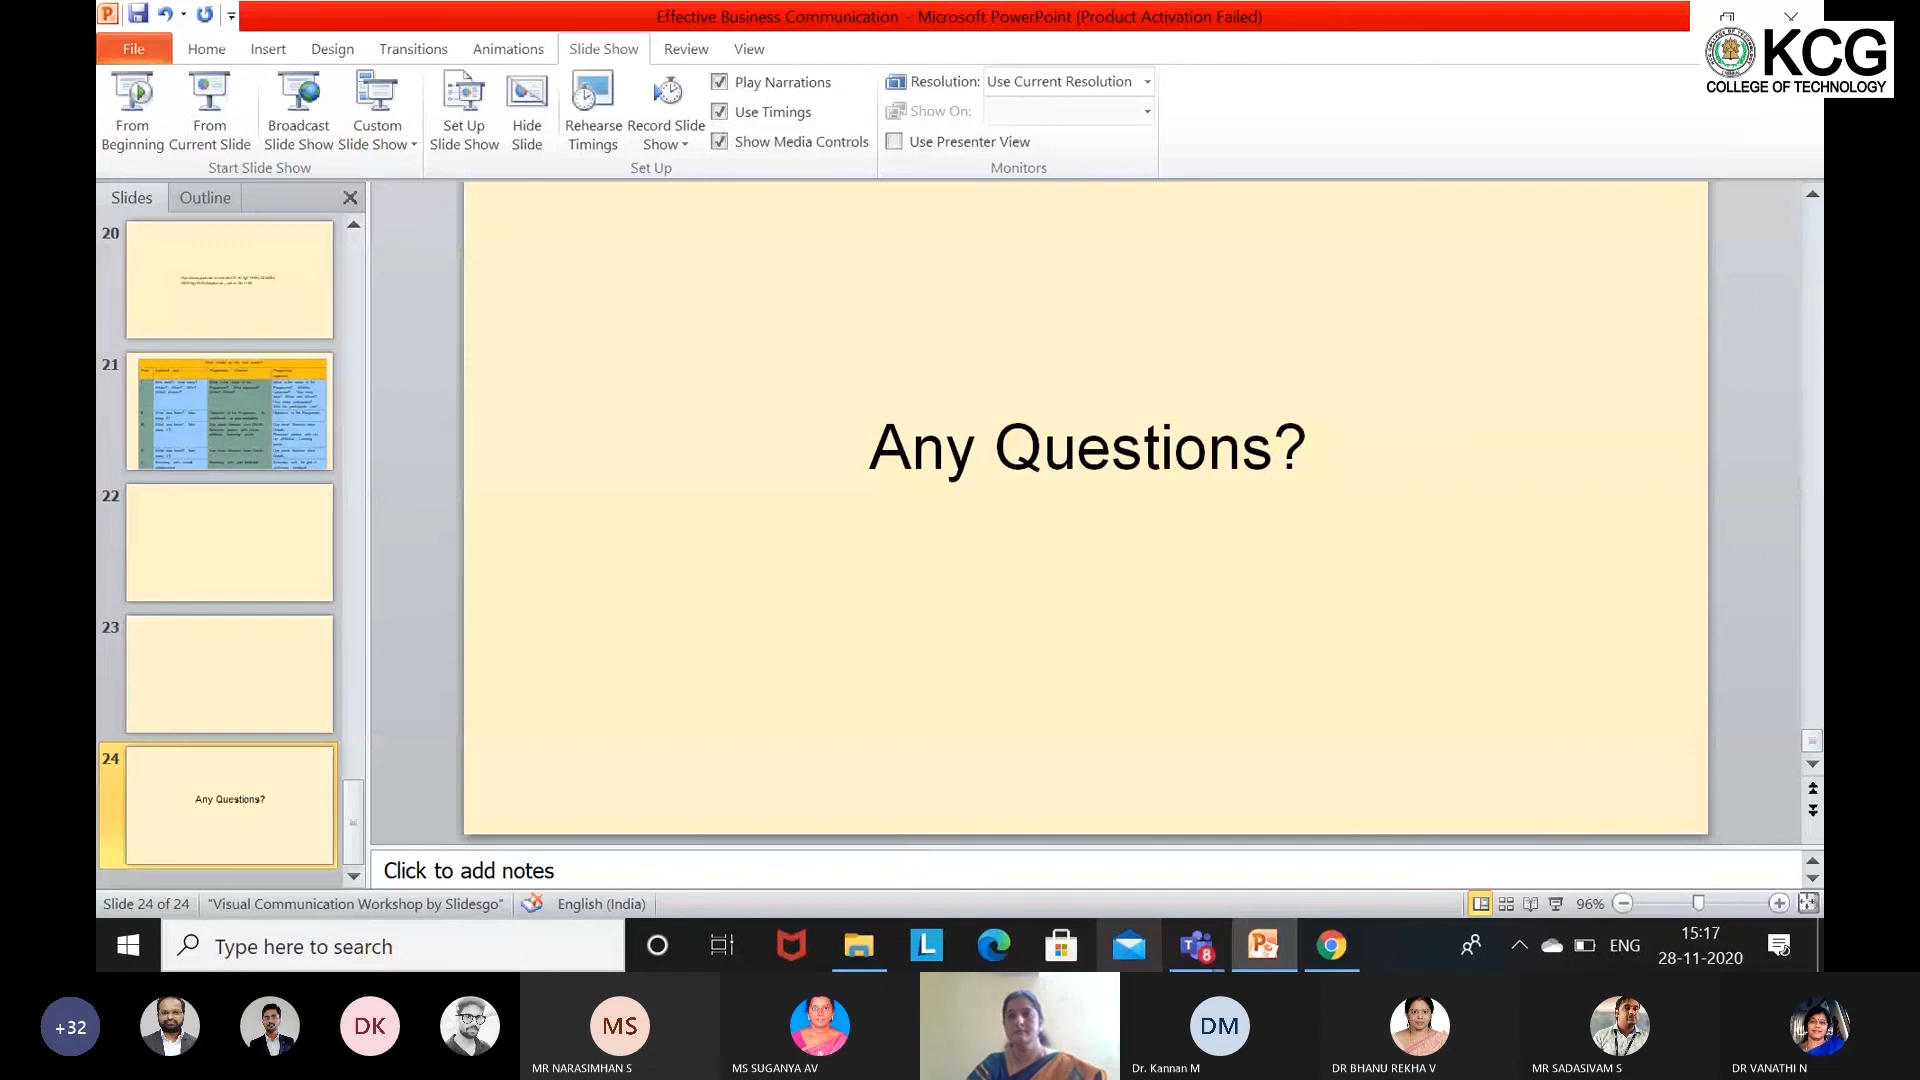 Effective Business Communication - Microsoft PowerPoint (Product Activation Failed)
KCG
COLLEGE OF TECHNOLOGY
File Home Insert Design Transitions Animations Slide Show Review View
From Beginning
From Current Slide
Broadcast Slide Show
Custom Slide Show
Set Up Slide Show
Hide Slide
Rehearse Timings
Record Slide Show
Play Narrations
Use Timings
Show Media Controls
Resolution: Use Current Resolution
Show On:
Use Presenter View
Start Slide Show
Set Up
Monitors
Slides Outline
20
21
22
23
24
Any Questions?
Any Questions?
Click to add notes
Slide 24 of 24 "Visual Communication Workshop by Slidesgo" English (India) 96%
Type here to search
8
ENG
15:17
28-11-2020
+32
DK
MS
DM
MR NARASIMHAN S
MS SUGANYA AV
Dr. Kannan M
DR BHANU REKHA V
MR SADASIVAM S
DR VANATHI N